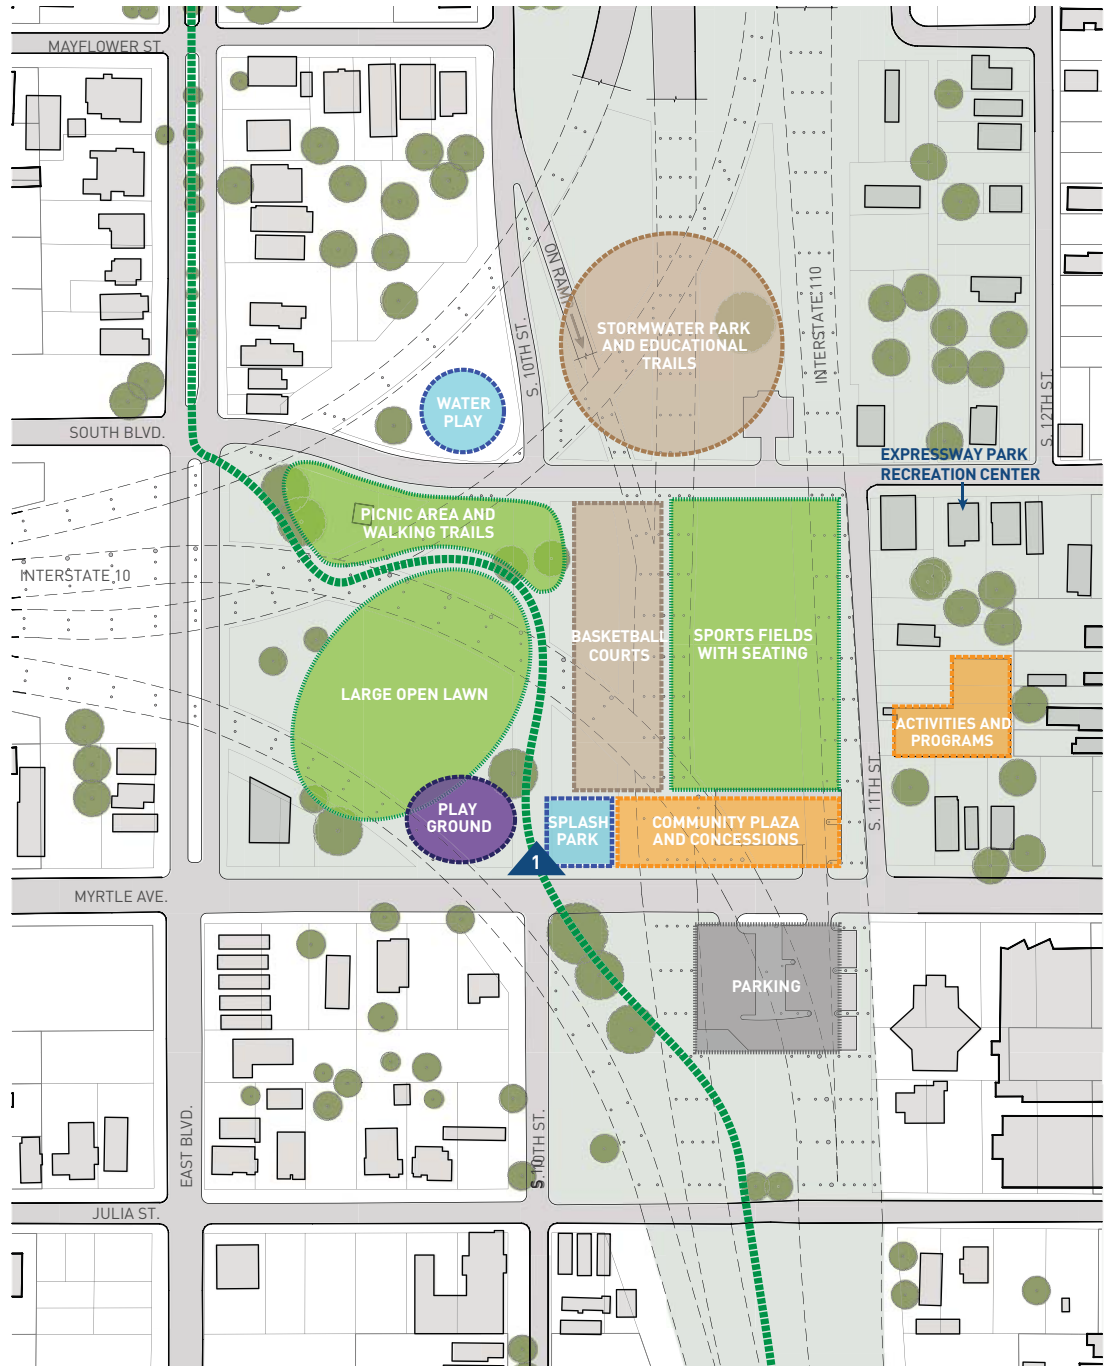 MAYFLOWER ST.
ON RAMP
INTERSTATE 110
STORMWATER PARK
AND EDUCATIONAL
TRAILS
S. 10TH ST.
S. 12TH ST.
WATER
PLAY
SOUTH BLVD.
EXPRESSWAY PARK
RECREATION CENTER
PICNIC AREA AND
WALKING TRAILS
INTERSTATE 10
BASKETBALL
COURTS
SPORTS FIELDS
WITH SEATING
LARGE OPEN LAWN
ACTIVITIES AND
PROGRAMS
S. 11TH ST.
PLAY
GROUND
SPLASH
PARK
COMMUNITY PLAZA
AND CONCESSIONS
1
MYRTLE AVE.
PARKING
EAST BLVD.
S. 10TH ST.
JULIA ST.